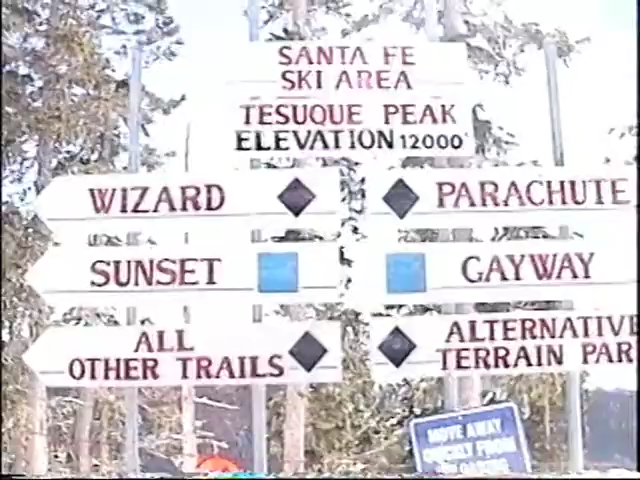 SANTA FE
SKI AREA
TESUQUE PEAK
ELEVATION 12000'
WIZARD
PARACHUTE
SUNSET
GAYWAY
ALL
OTHER TRAILS
ALTERNATIVE
TERRAIN PAR
MOVE AWAY
QUICKLY FROM